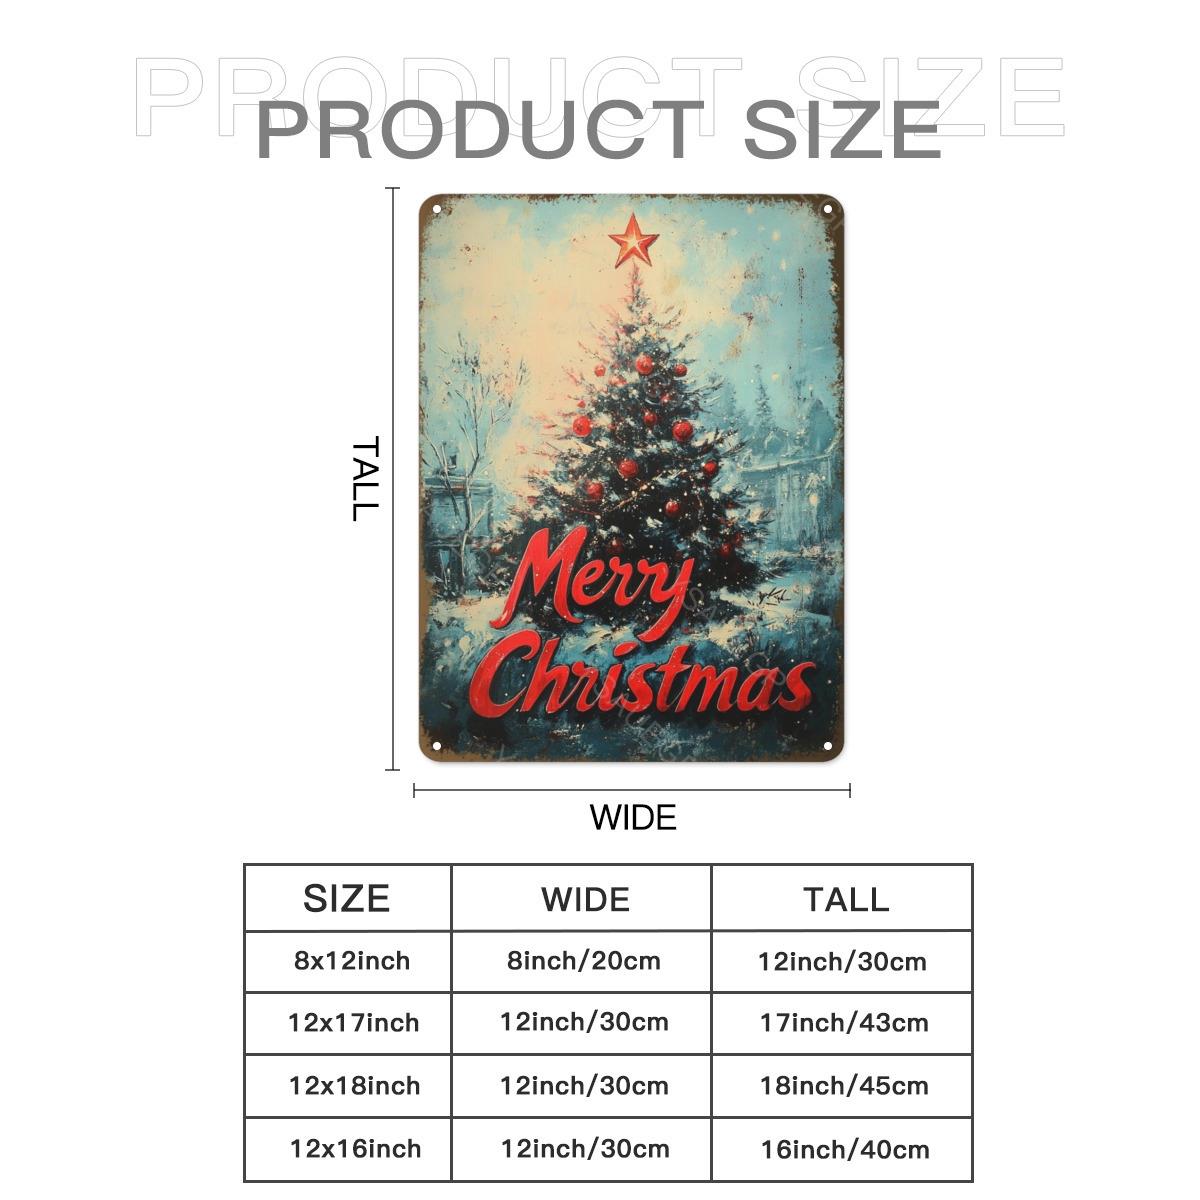 PRODUCT SIZE
PRODUCT SIZE
TALL
Merry
Christmas
WIDE
SIZE WIDE TALL
8x12inch 8inch/20cm 12inch/30cm
12x17inch 12inch/30cm 17inch/43cm
12x18inch 12inch/30cm 18inch/45cm
12x16inch 12inch/30cm 16inch/40cm